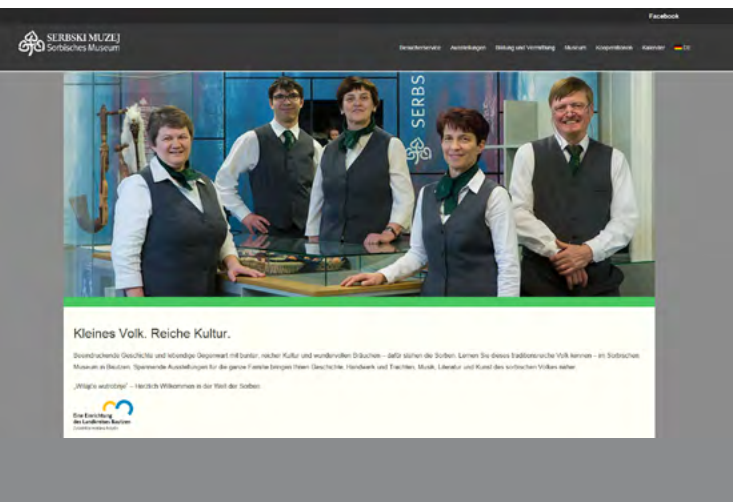 Facebook
SERBSKI MUZEJ
Sorbisches Museum
Besucherservice Ausstellungen Bildung und Vermittlung Museum Kooperationen Kalender DE
SERBS
Kleines Volk. Reiche Kultur.
Beeindruckende Geschichte und lebendige Gegenwart mit bunter, reicher Kultur und wundervollen Bräuchen – dafür stehen die Sorben. Lernen Sie dieses traditionsreiche Volk kennen – im Sorbischen
Museum in Bautzen. Spannende Ausstellungen für die ganze Familie bringen Ihnen Geschichte, Handwerk und Trachten, Musik, Literatur und Kunst des sorbischen Volkes näher.
– Herzlich Willkommen in der Welt der Sorben
Eine Einrichtung
des Landkreises Bautzen